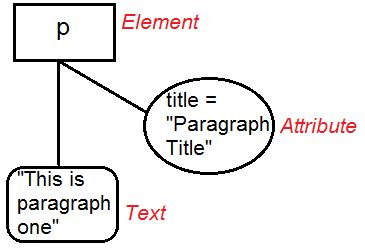 p
Element
title =
"Paragraph
Title"
Attribute
"This is
paragraph
one"
Text